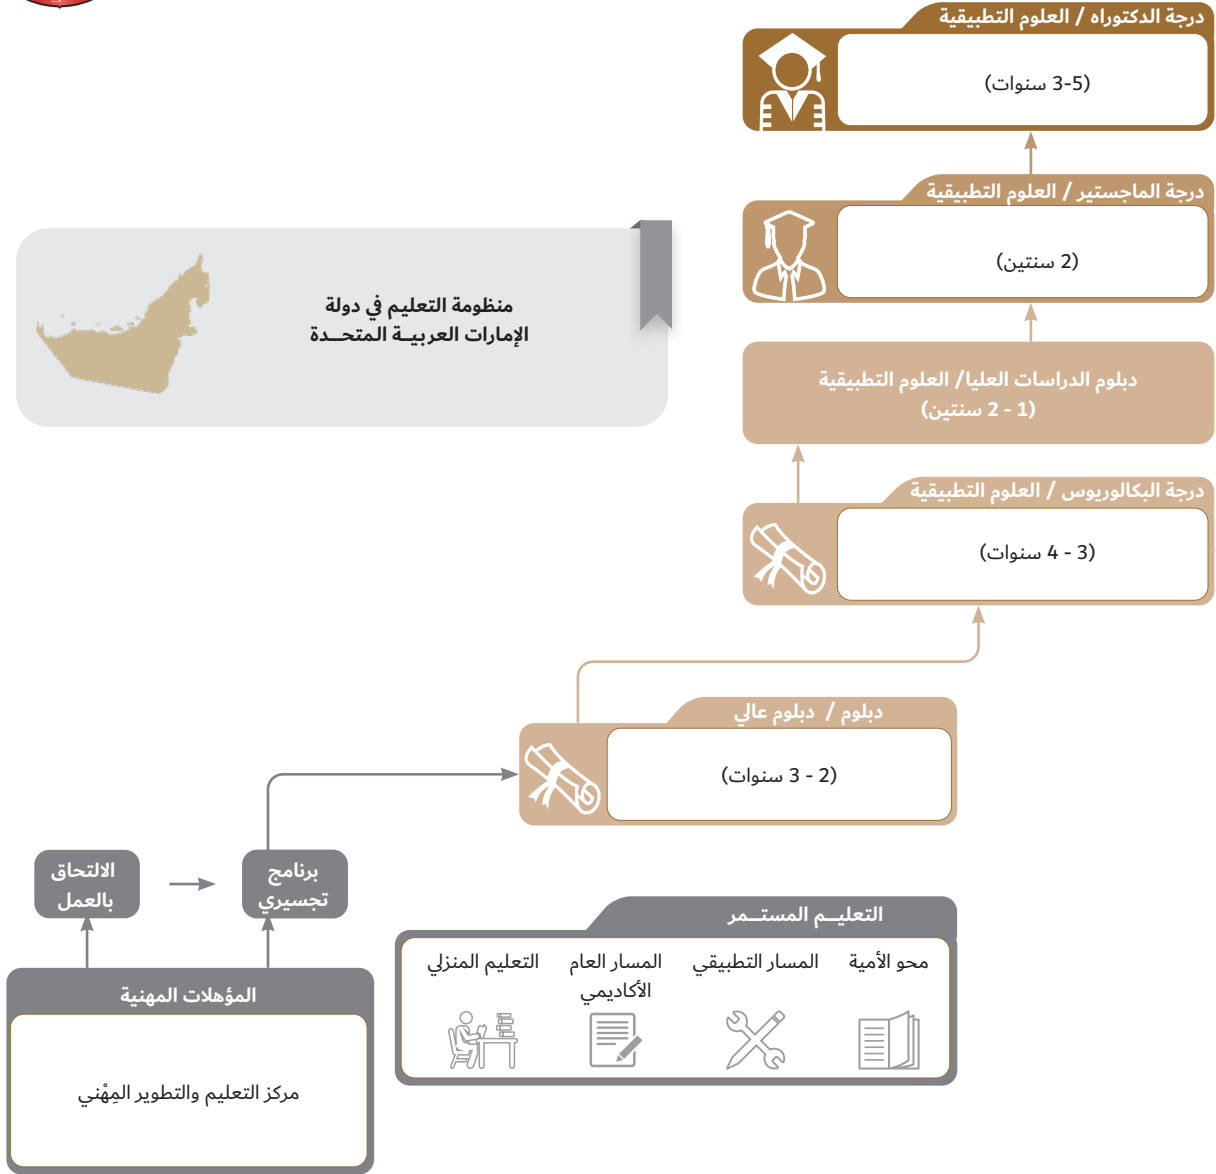 درجة الدكتوراه / العلوم التطبيقية
(3-5 سنوات)
درجة الماجستير / العلوم التطبيقية
(2 سنتين)
منظومة التعليم في دولة
الإمارات العربيــة المتحــدة
دبلوم الدراسات العليا/ العلوم التطبيقية
(1 - 2 سنتين)
درجة البكالوريوس / العلوم التطبيقية
(3 - 4 سنوات)
دبلوم / دبلوم عالي
(2 - 3 سنوات)
برنامج
تجسيري
الالتحاق
بالعمل
التعليــم المستــمر
محو الأمية
المسار التطبيقي
المسار العام
الأكاديمي
التعليم المنزلي
المؤهلات المهنية
مركز التعليم والتطوير المِهْني